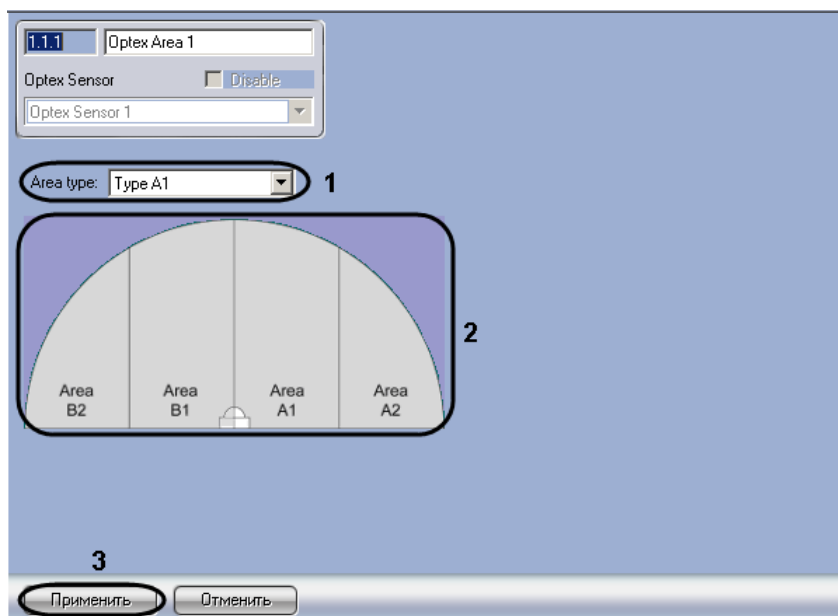 1.1.1 Optex Area 1
Optex Sensor Disable
Optex Sensor 1
Area type: Type A1 1
2
Area B2
Area B1
Area A1
Area A2
3
Применить Отменить